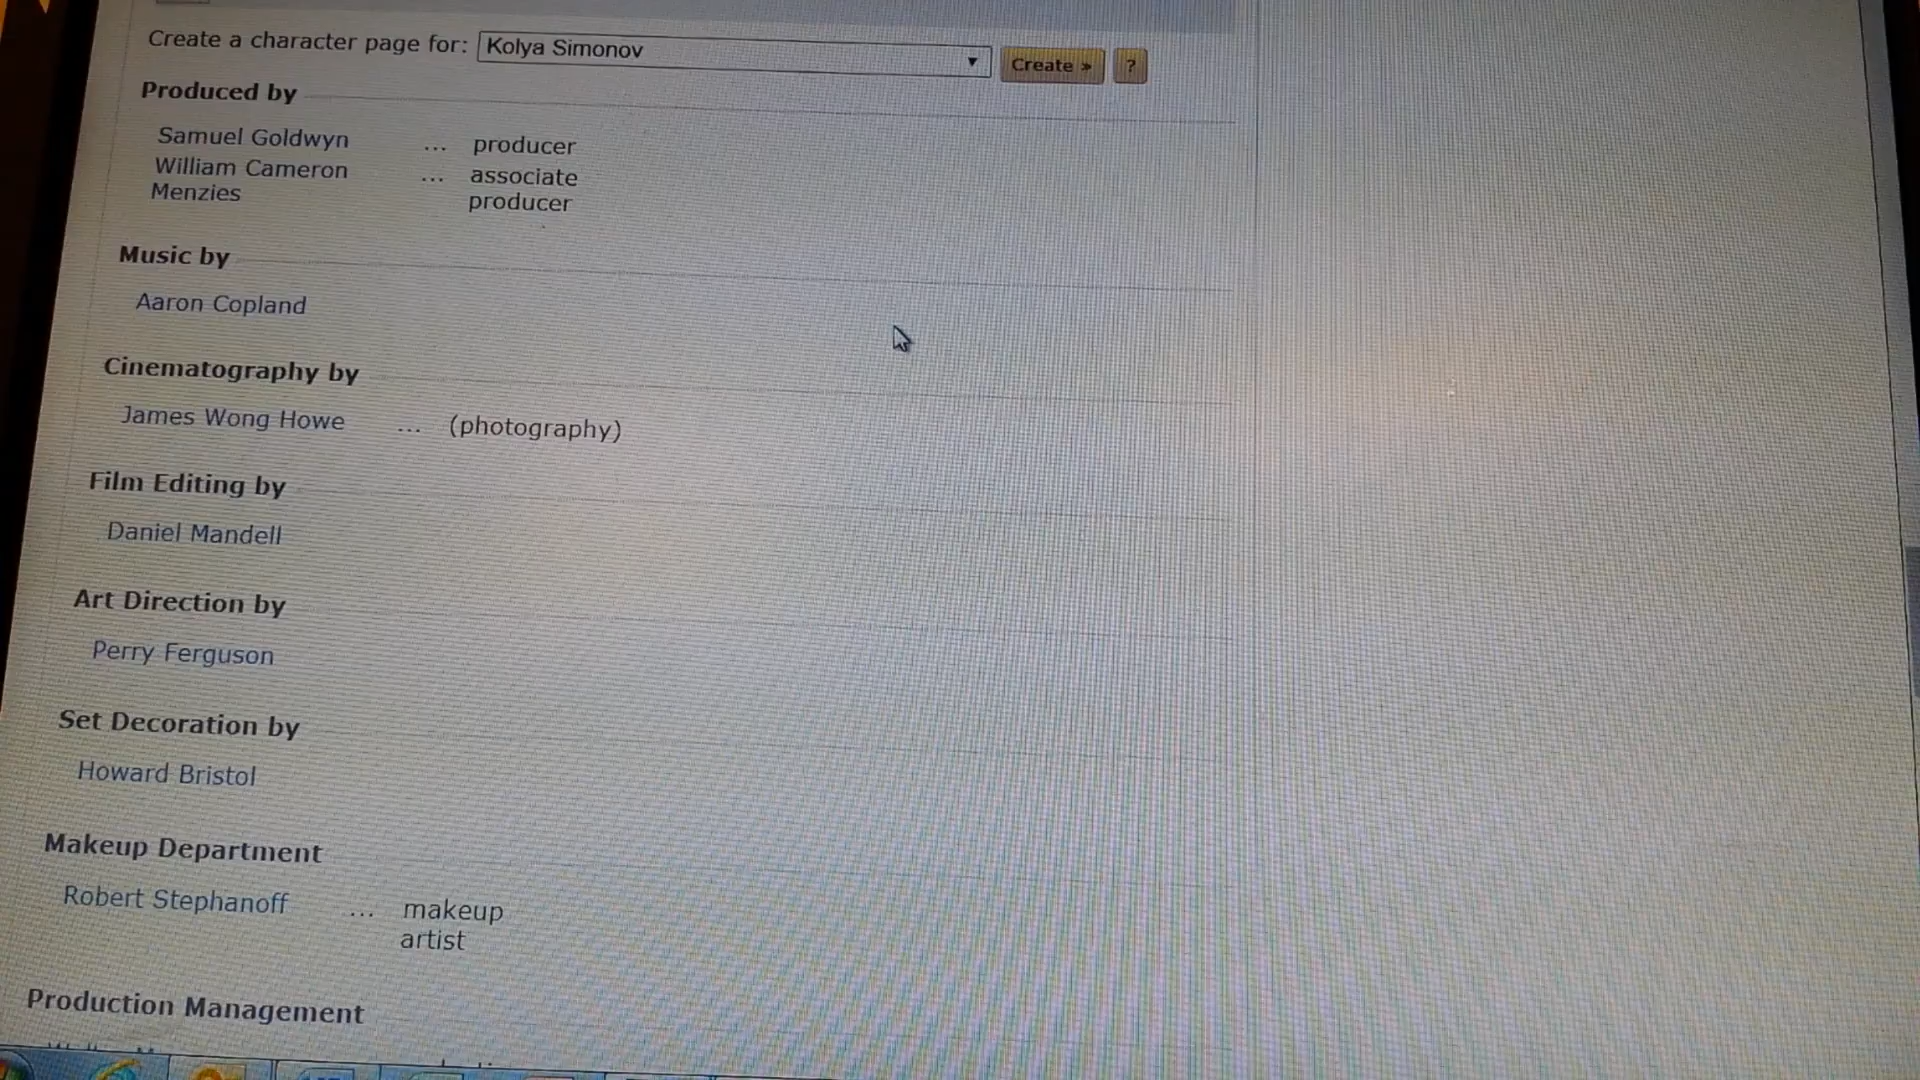 Create a character page for: Kolya Simonov Create » ?
Produced by
Samuel Goldwyn ... producer
William Cameron ... associate
Menzies producer
Music by
Aaron Copland
Cinematography by
James Wong Howe ... (photography)
Film Editing by
Daniel Mandell
Art Direction by
Perry Ferguson
Set Decoration by
Howard Bristol
Makeup Department
Robert Stephanoff ... makeup
artist
Production Management